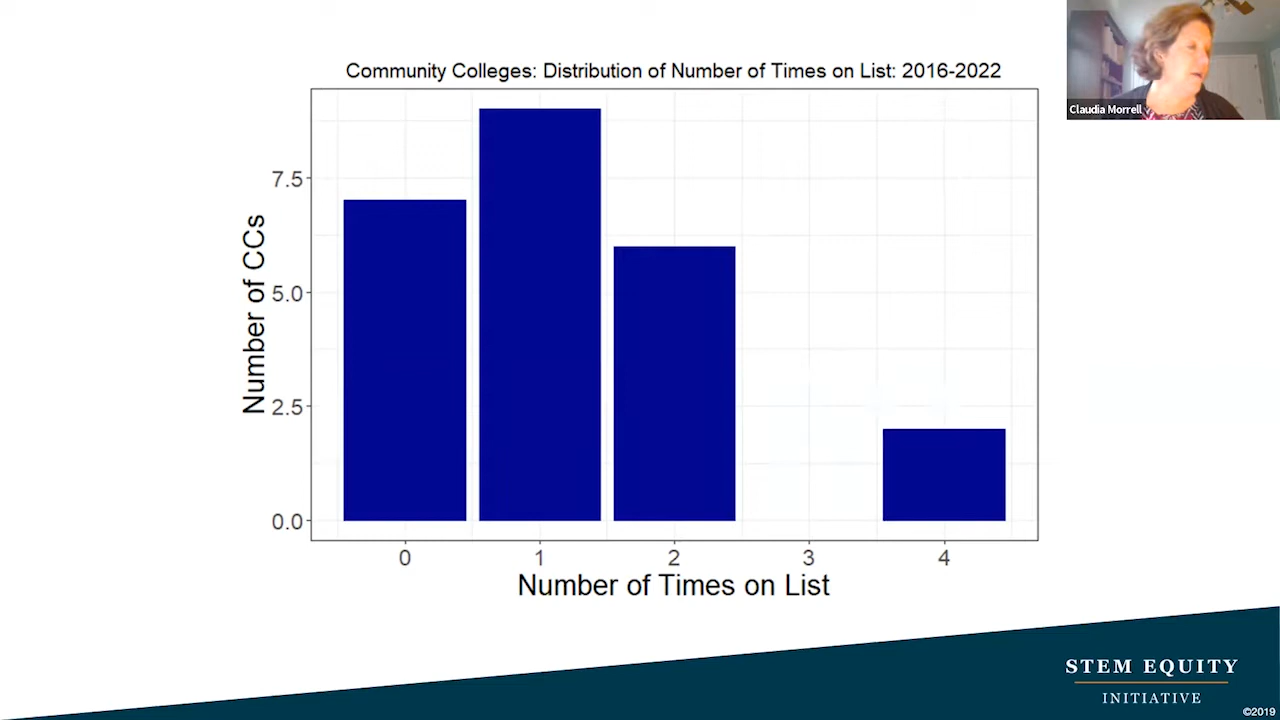 Community Colleges: Distribution of Number of Times on List: 2016-2022
Claudia Morrell
Number of CCs
7.5
5.0
2.5
0.0
0 1 2 3 4
Number of Times on List
STEM EQUITY
INITIATIVE
©2019